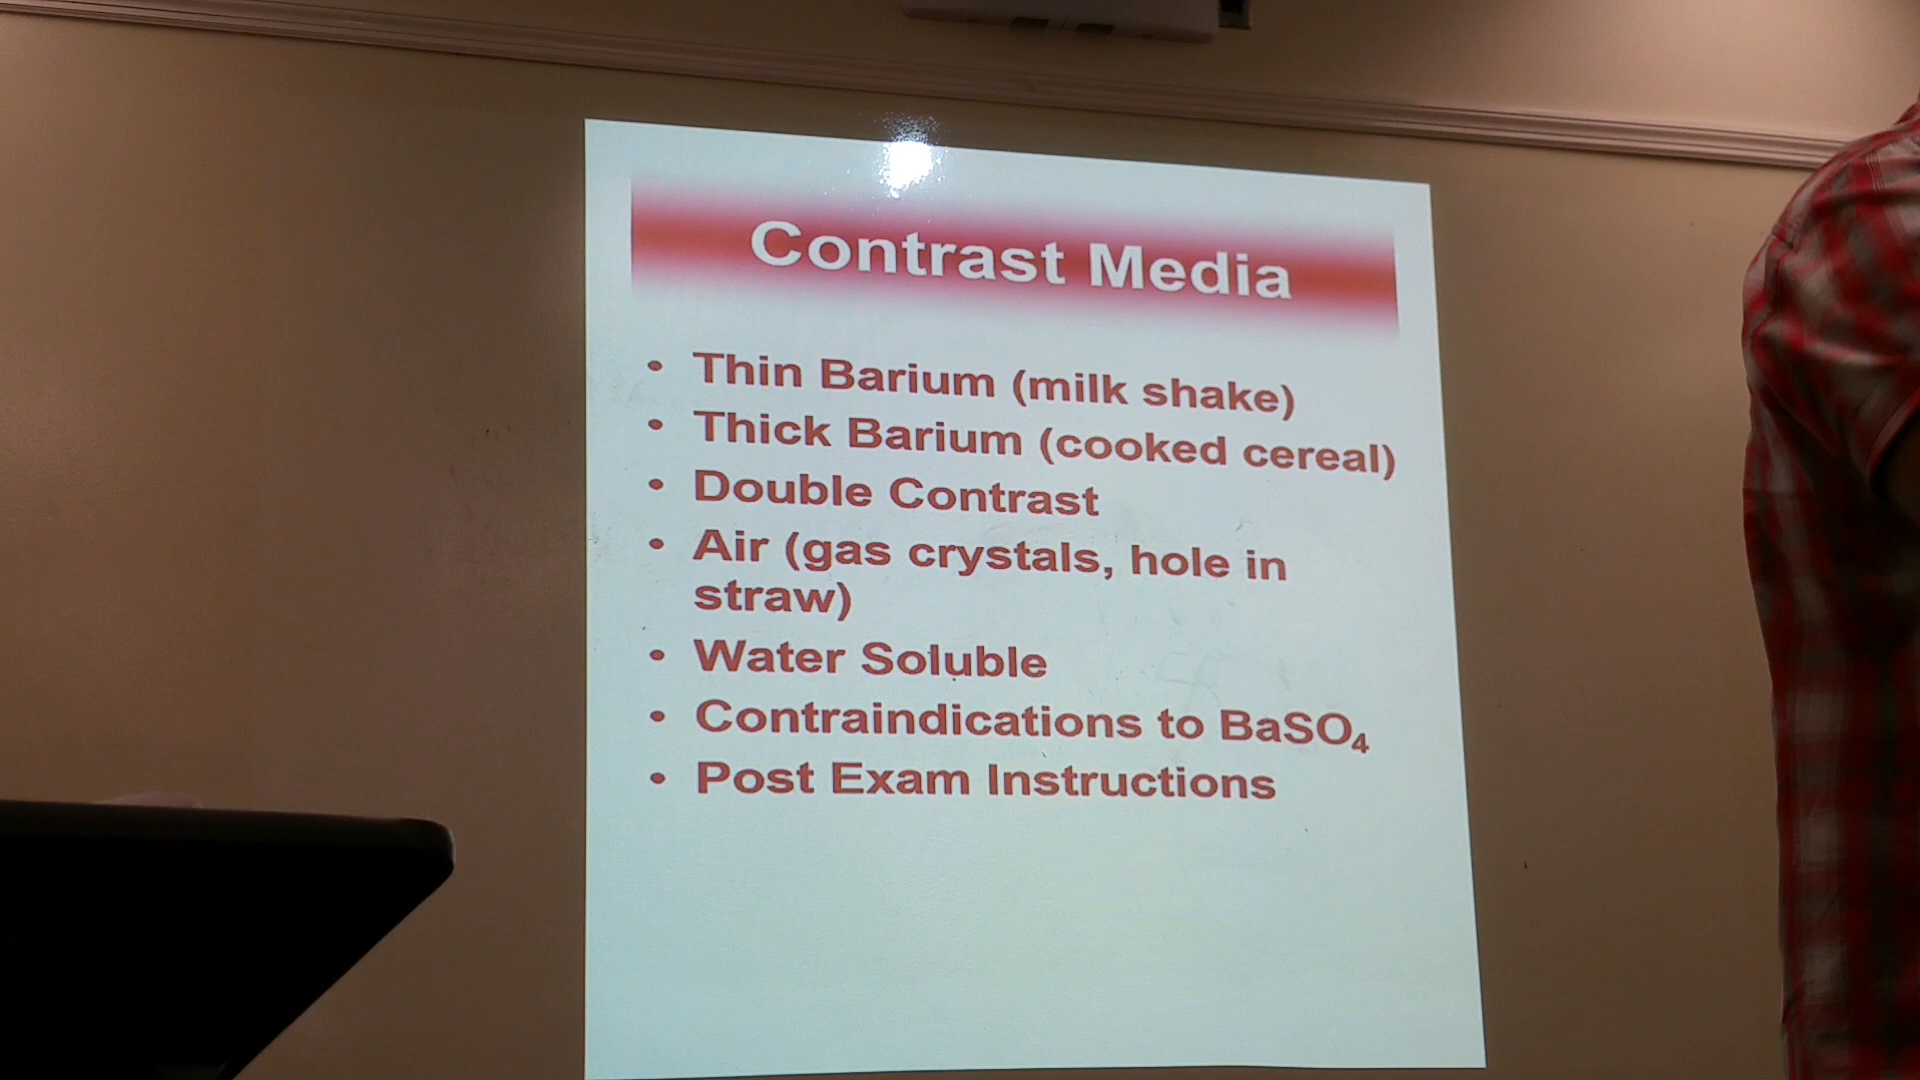 Contrast Media
• Thin Barium (milk shake)
• Thick Barium (cooked cereal)
• Double Contrast
• Air (gas crystals, hole in
straw)
• Water Soluble
• Contraindications to BaSO₄
• Post Exam Instructions